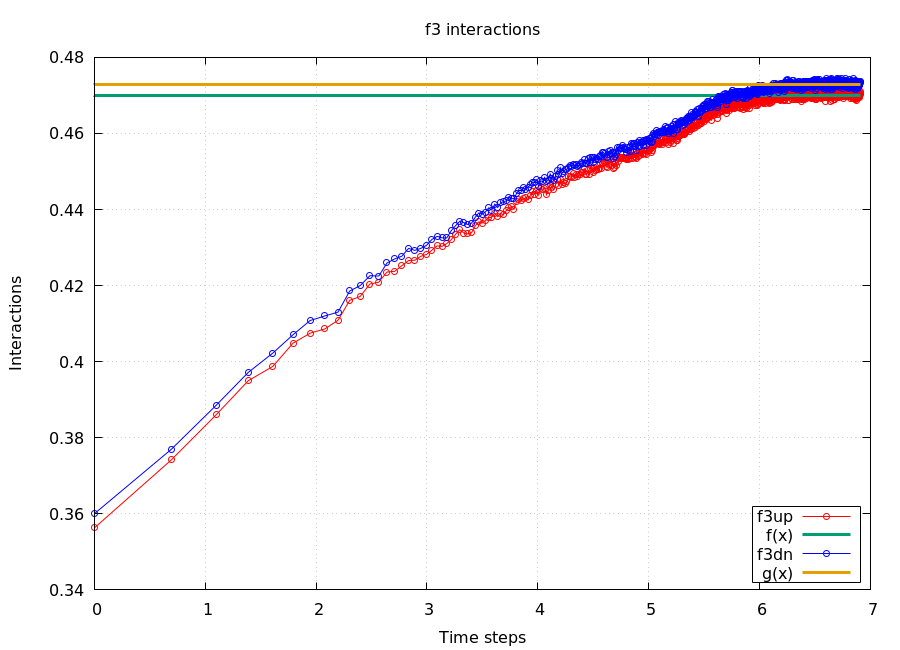 f3 interactions
0.48
0.46
0.44
0.42
0.4
0.38
0.36
0.34
Interactions
f3up
f(x)
f3dn
g(x)
0 1 2 3 4 5 6 7
Time steps